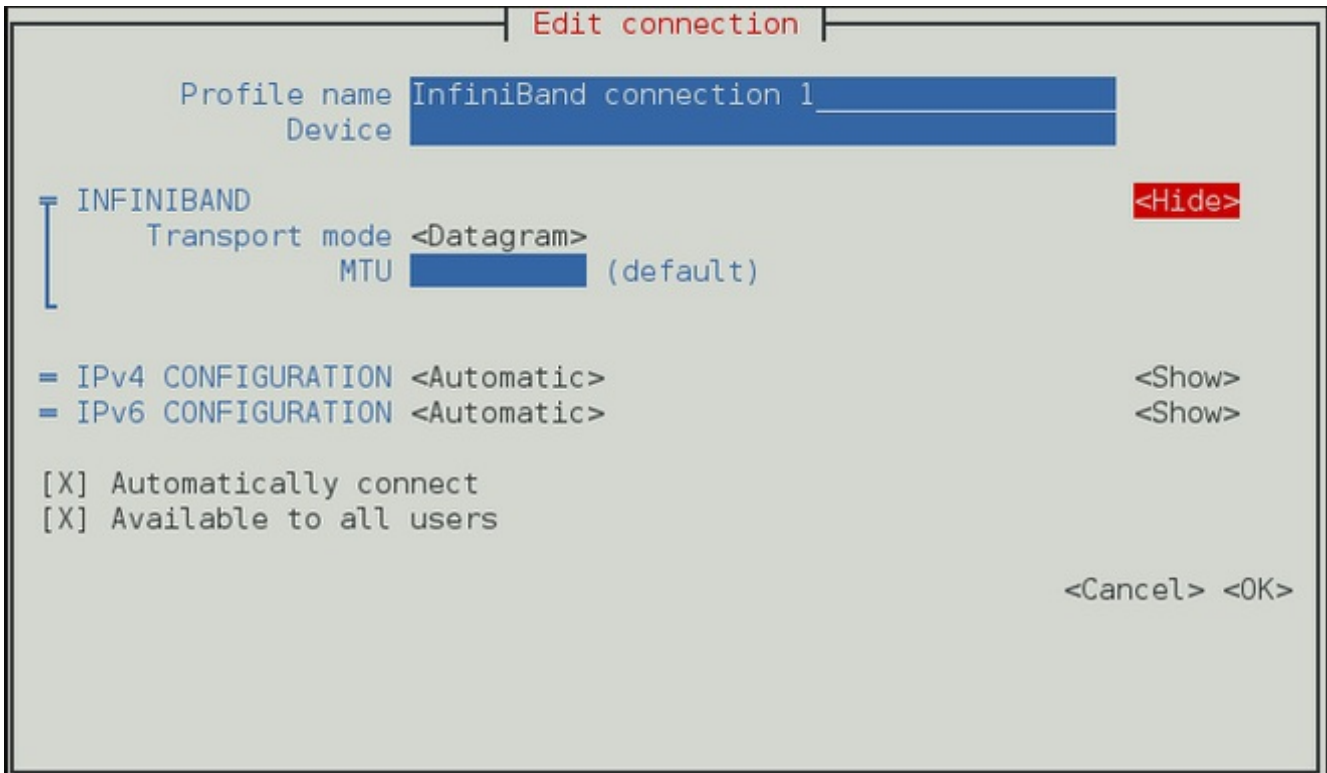 Edit connection
Profile name InfiniBand connection 1
Device
INFINIBAND <Hide>
Transport mode <Datagram>
MTU (default)
IPv4 CONFIGURATION <Automatic> <Show>
IPv6 CONFIGURATION <Automatic> <Show>
[X] Automatically connect
[X] Available to all users
<Cancel> <OK>